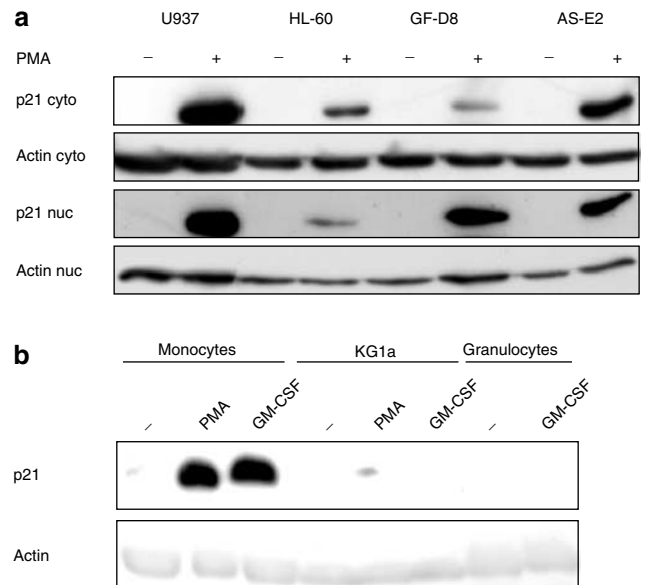 a
U937 HL-60 GF-D8 AS-E2
PMA – + – + – + – +
p21 cyto
Actin cyto
p21 nuc
Actin nuc
b
Monocytes KG1a Granulocytes
– PMA GM-CSF – PMA GM-CSF – GM-CSF
p21
Actin